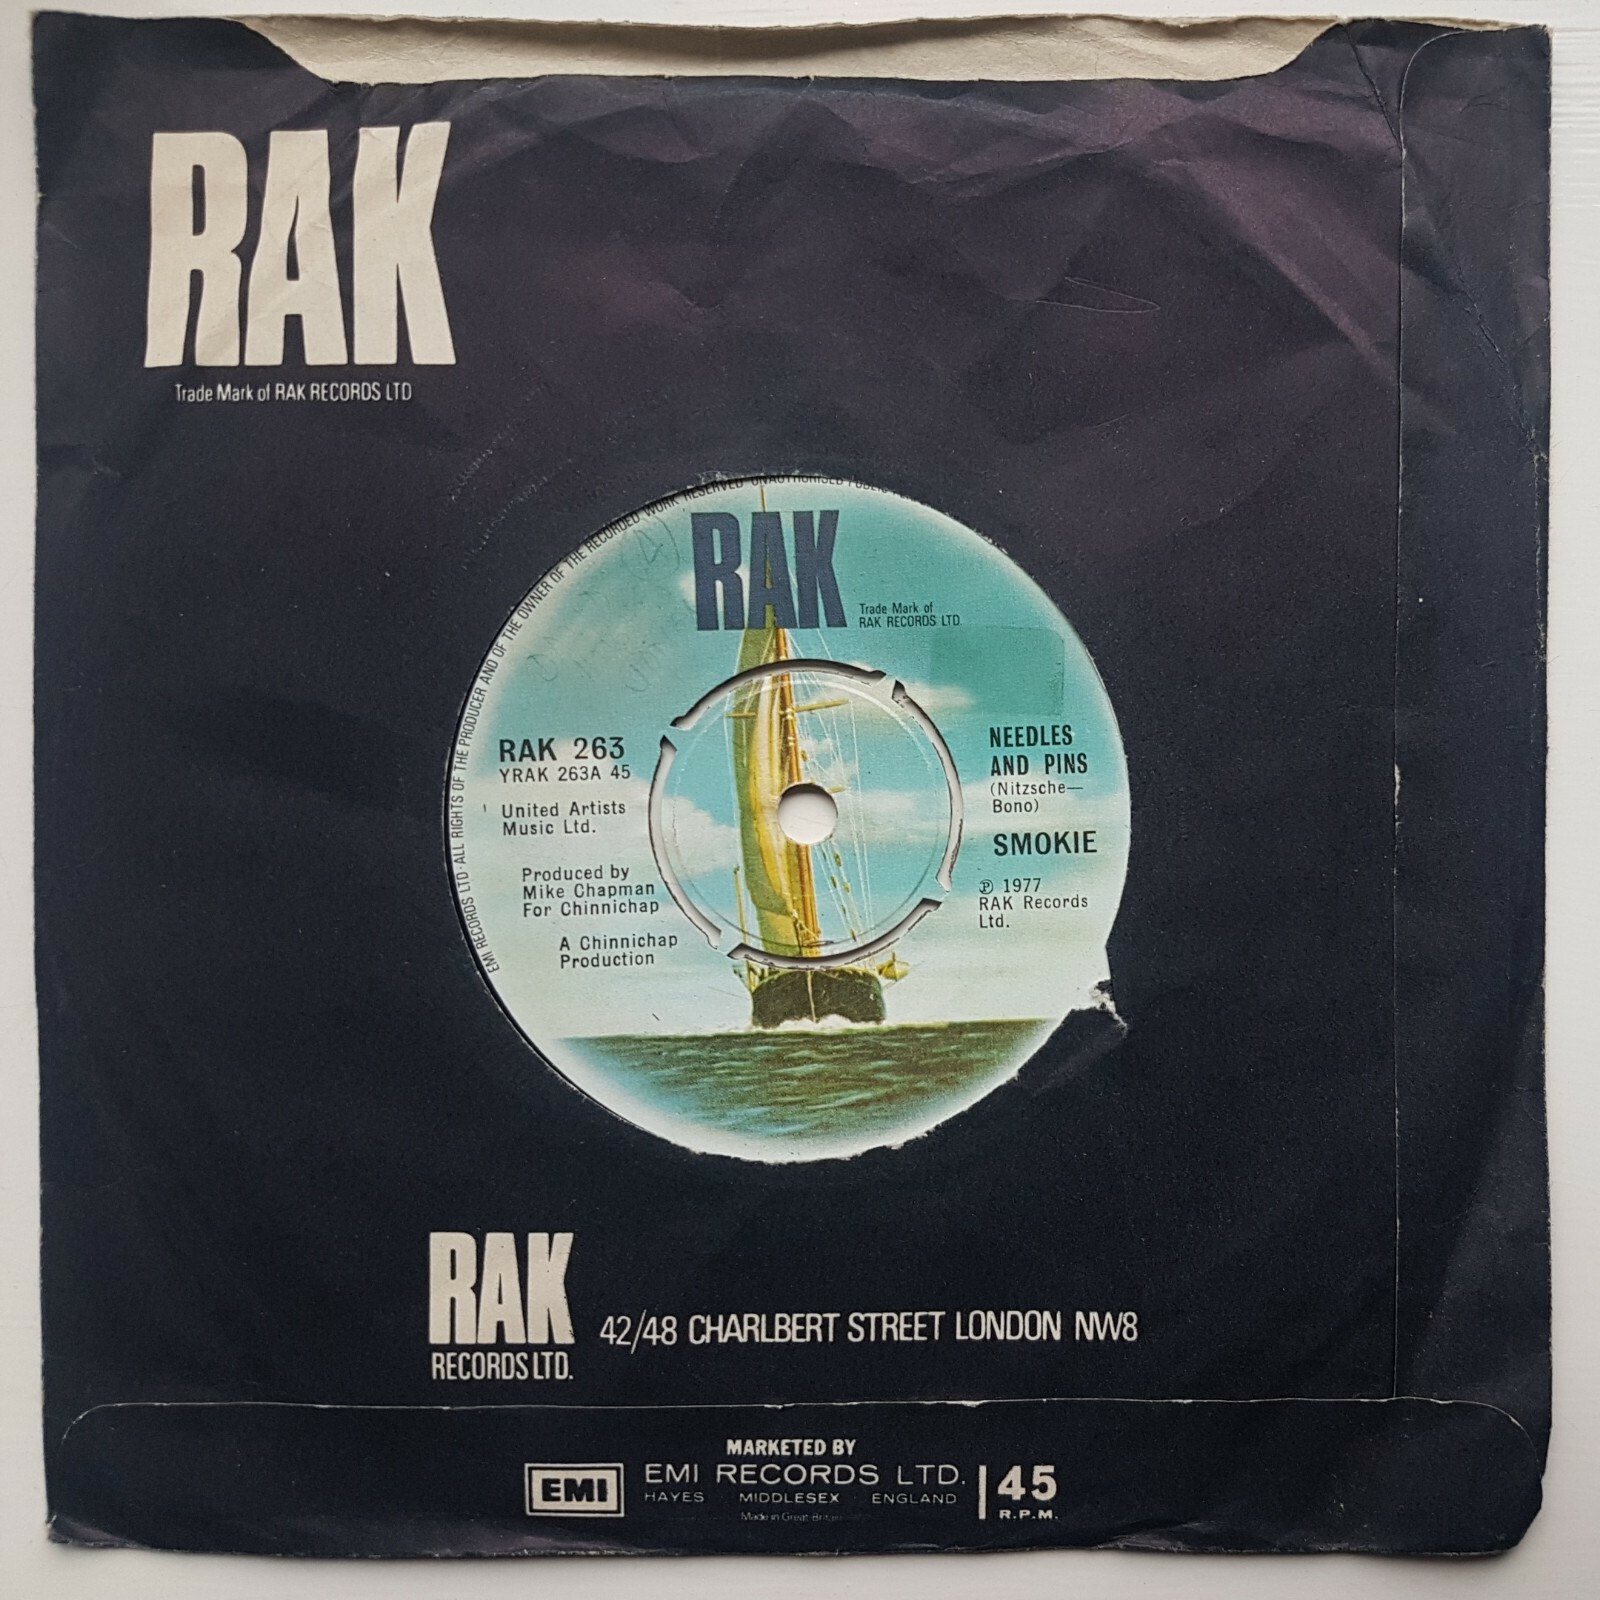 RAK
Trade Mark of RAK RECORDS LTD
EMI RECORDS LTD · ALL RIGHTS OF THE PRODUCER AND OF THE OWNER OF THE RECORDED WORK RESERVED UNAUTHORISED
RAK
Trade Mark of
RAK RECORDS LTD
RAK 263
YRAK 263A 45
United Artists
Music Ltd.
Produced by
Mike Chapman
For Chinnichap
A Chinnichap
Production
NEEDLES
AND PINS
(Nitzsche—
Bono)
SMOKIE
℗ 1977
RAK Records
Ltd.
RAK
RECORDS LTD.
42/48 CHARLBERT STREET LONDON NW8
MARKETED BY
EMI
EMI RECORDS LTD.
HAYES · MIDDLESEX · ENGLAND
Made in Great Britain
45
R.P.M.